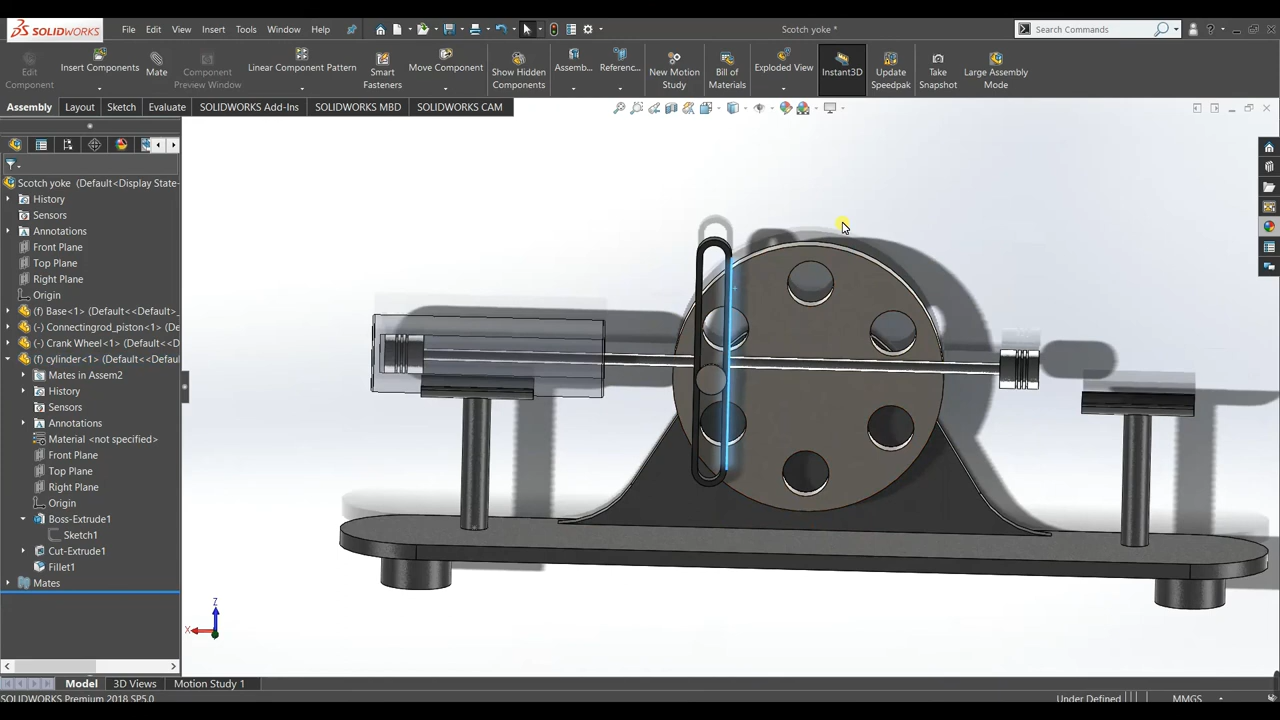 SOLIDWORKS File Edit View Insert Tools Window Help Scotch yoke * Search Commands
Edit Component
Insert Components
Mate
Component Preview Window
Linear Component Pattern
Smart Fasteners
Move Component
Show Hidden Components
Assemb...
Referenc...
New Motion Study
Bill of Materials
Exploded View
Instant3D
Update Speedpak
Take Snapshot
Large Assembly Mode
Assembly Layout Sketch Evaluate SOLIDWORKS Add-Ins SOLIDWORKS MBD SOLIDWORKS CAM
Scotch yoke (Default<Display State-
History
Sensors
Annotations
Front Plane
Top Plane
Right Plane
Origin
(f) Base<1> (Default<Default>_
(-) Connectingrod_piston<1> (De
(-) Crank Wheel<1> (Default<De
(f) cylinder<1> (Default<<Default
Mates in Assem2
History
Sensors
Annotations
Material <not specified>
Front Plane
Top Plane
Right Plane
Origin
Boss-Extrude1
Sketch1
Cut-Extrude1
Fillet1
Mates
Z
X
Model 3D Views Motion Study 1
SOLIDWORKS Premium 2018 SP5.0 Under Defined MMGS